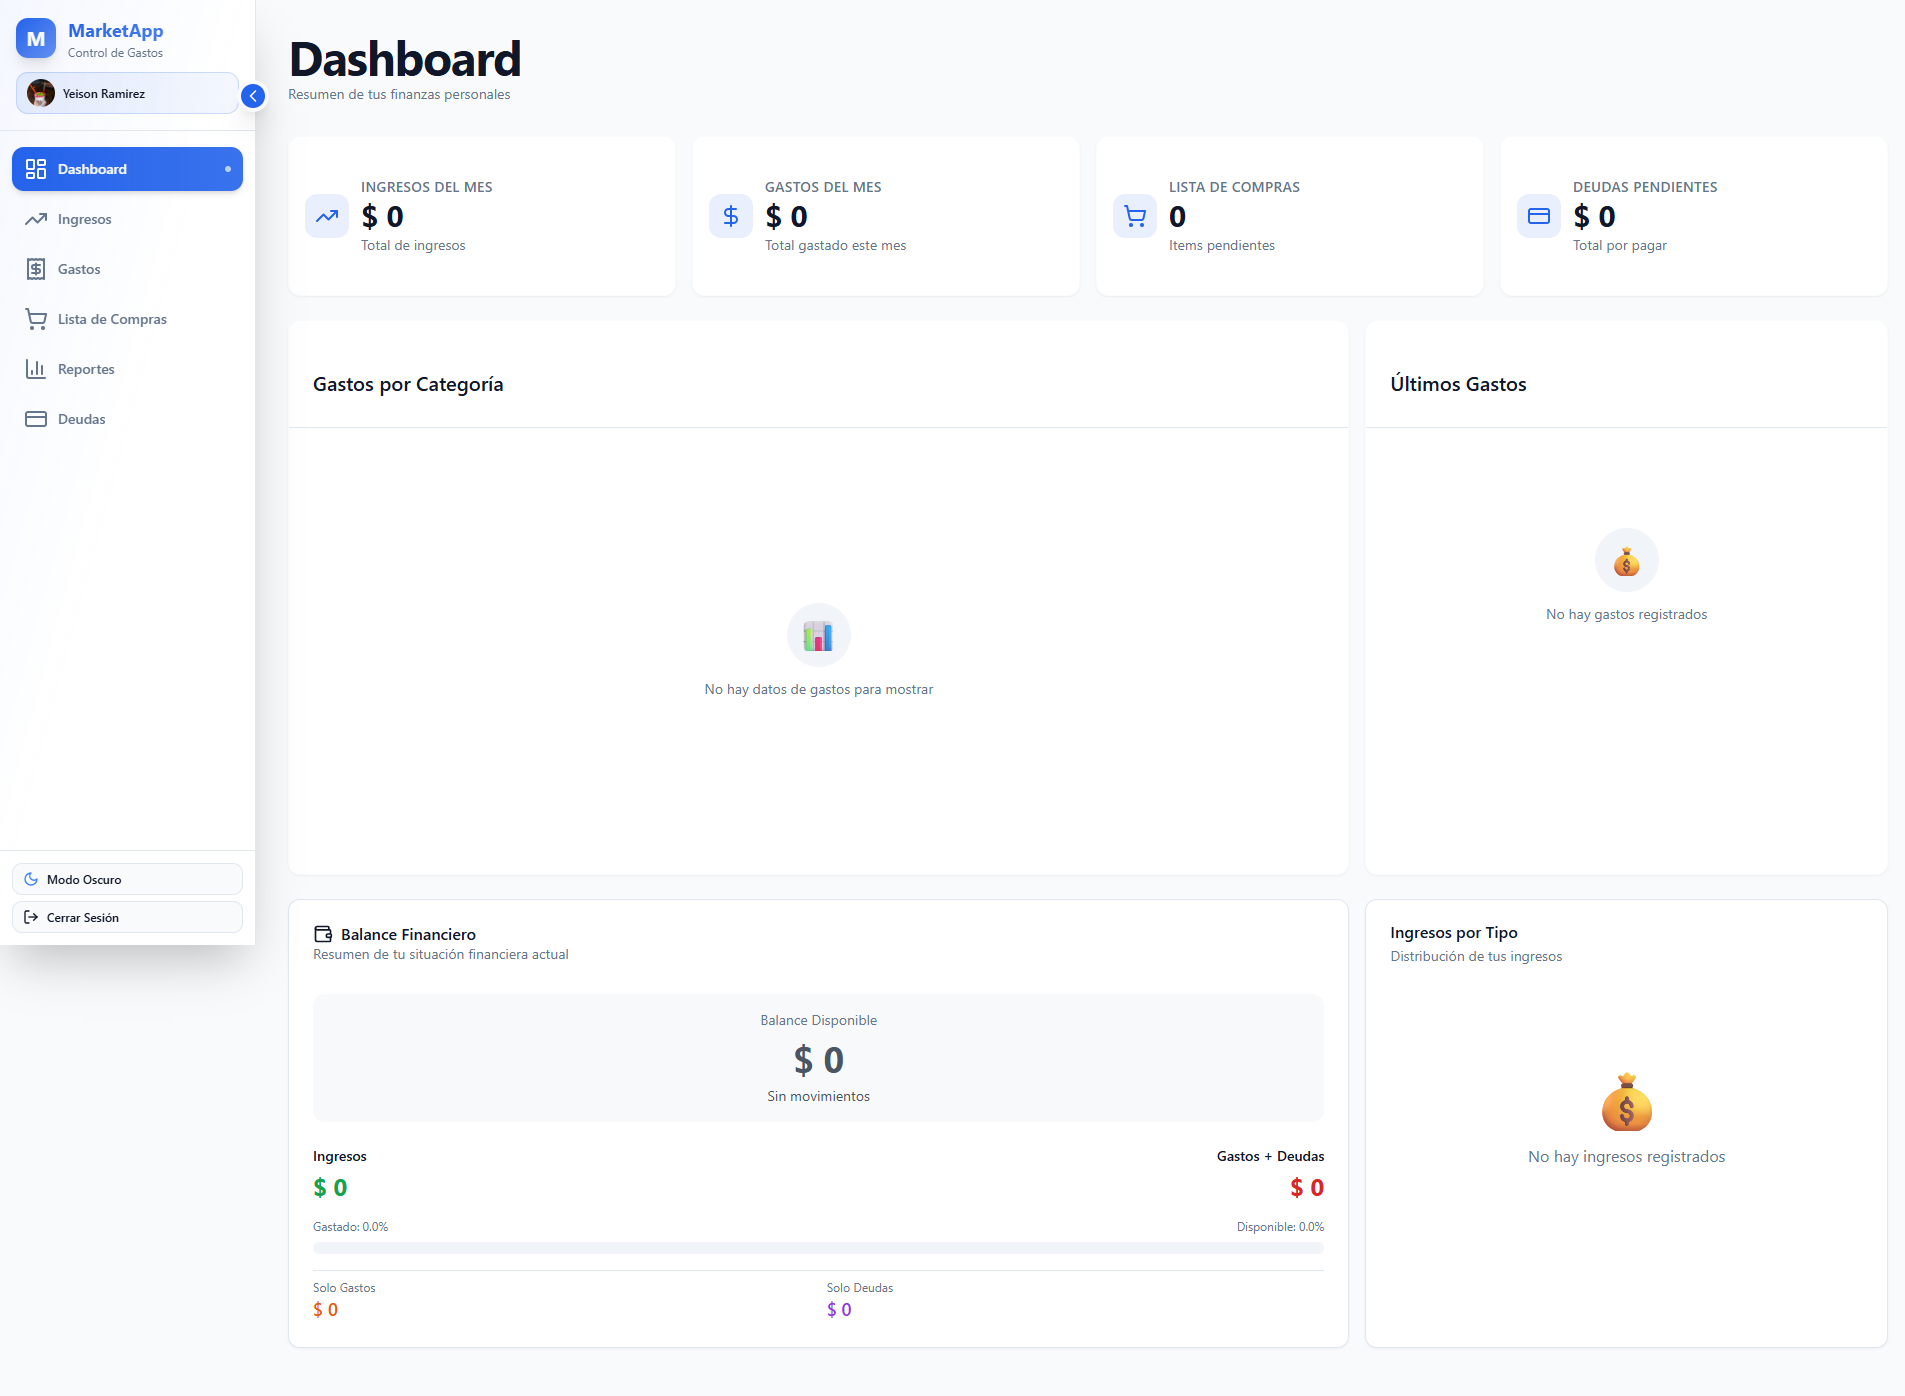 M
MarketApp
Control de Gastos
Yeison Ramirez
Dashboard
Ingresos
Gastos
Lista de Compras
Reportes
Deudas
Modo Oscuro
Cerrar Sesión
Dashboard
Resumen de tus finanzas personales
INGRESOS DEL MES
$ 0
Total de ingresos
GASTOS DEL MES
$ 0
Total gastado este mes
LISTA DE COMPRAS
0
Items pendientes
DEUDAS PENDIENTES
$ 0
Total por pagar
Gastos por Categoría
No hay datos de gastos para mostrar
Últimos Gastos
No hay gastos registrados
Balance Financiero
Resumen de tu situación financiera actual
Balance Disponible
$ 0
Sin movimientos
Ingresos
$ 0
Gastos + Deudas
$ 0
Gastado: 0.0%
Disponible: 0.0%
Solo Gastos
$ 0
Solo Deudas
$ 0
Ingresos por Tipo
Distribución de tus ingresos
No hay ingresos registrados